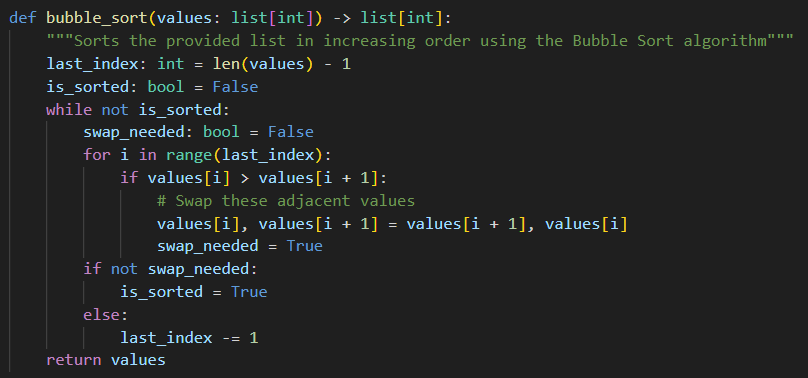 def bubble_sort(values: list[int]) -> list[int]:
    """Sorts the provided list in increasing order using the Bubble Sort algorithm"""
    last_index: int = len(values) - 1
    is_sorted: bool = False
    while not is_sorted:
        swap_needed: bool = False
        for i in range(last_index):
            if values[i] > values[i + 1]:
                # Swap these adjacent values
                values[i], values[i + 1] = values[i + 1], values[i]
                swap_needed = True
        if not swap_needed:
            is_sorted = True
        else:
            last_index -= 1
    return values